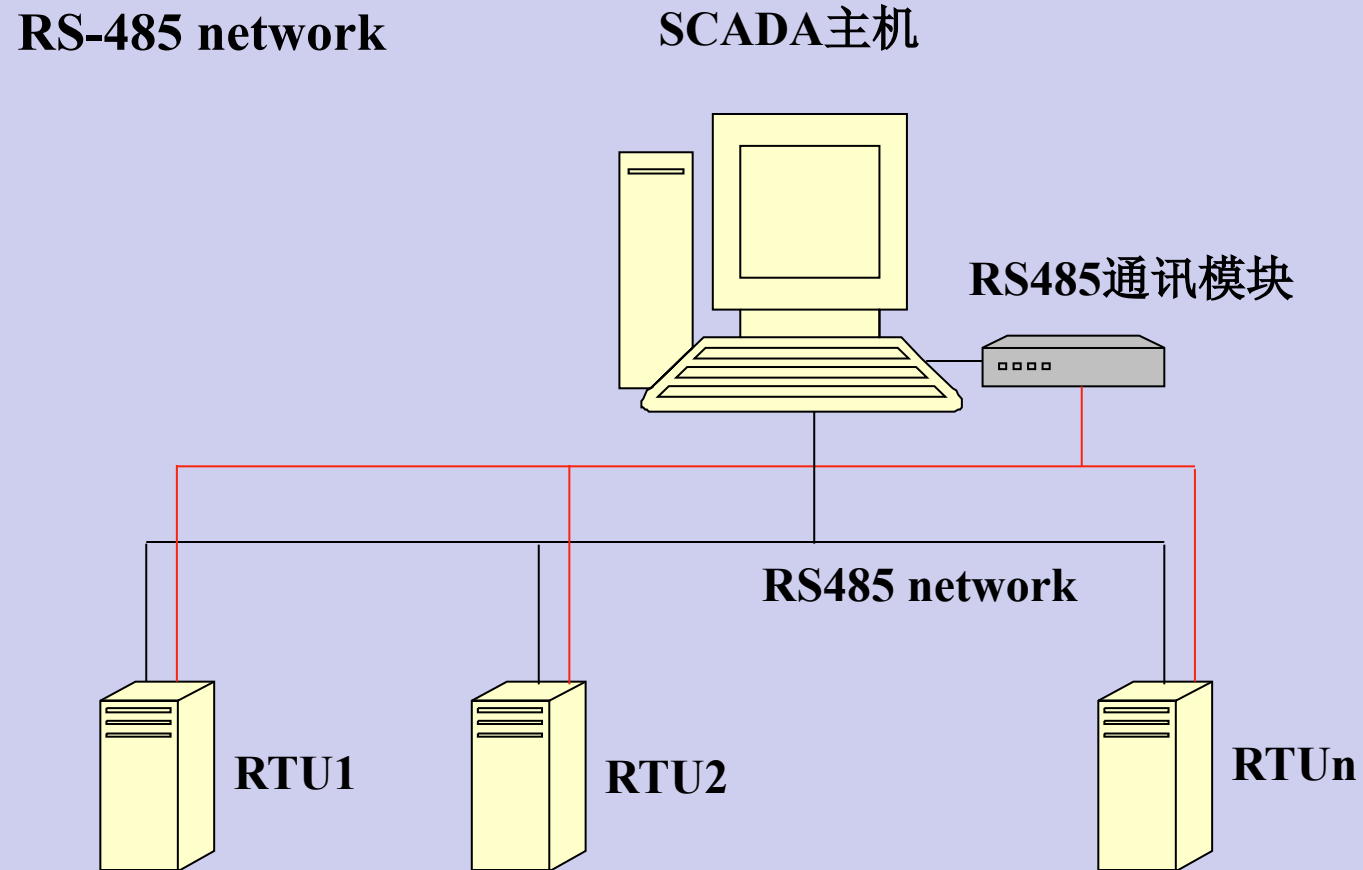 RS-485 network
SCADA主机
RS485通讯模块
RS485 network
RTU1
RTU2
RTUn